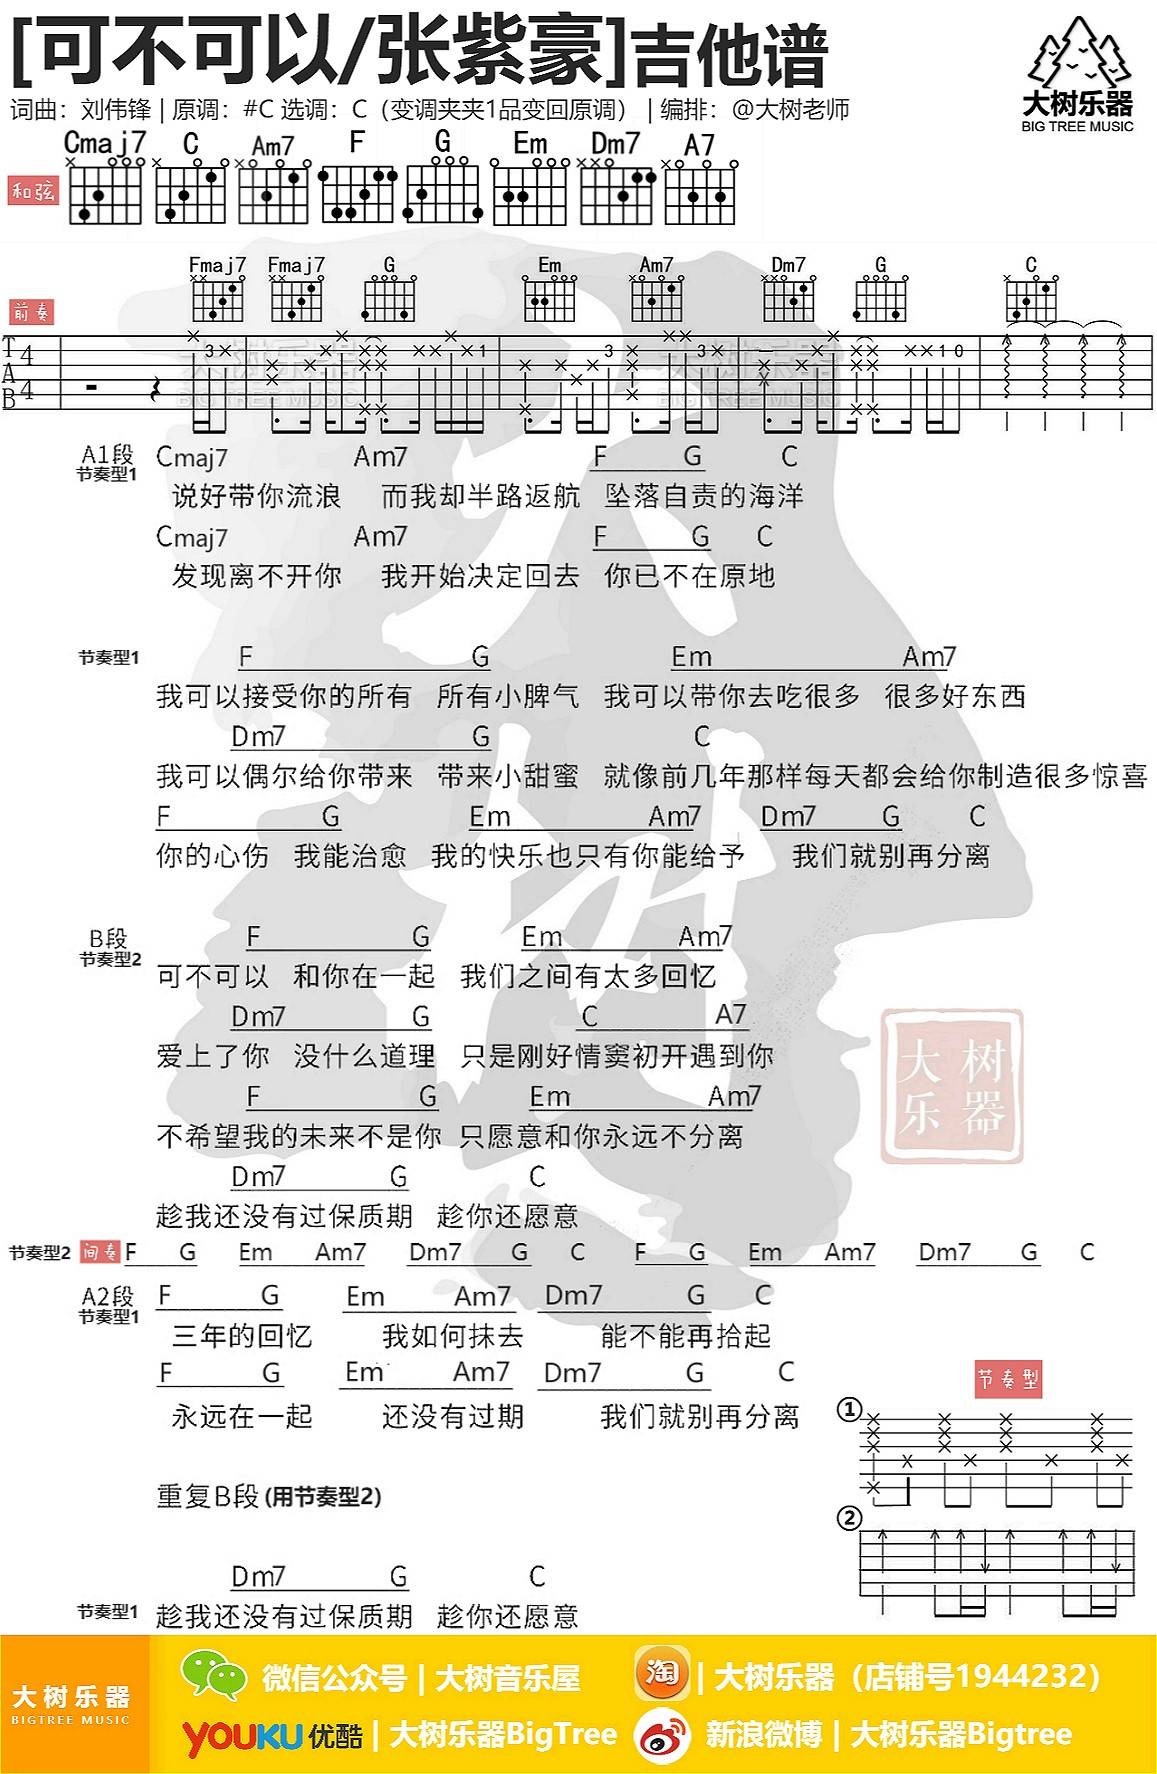 [可不可以/张紫豪]吉他谱
大树乐器
BIG TREE MUSIC
词曲：刘伟锋 | 原调：#C 选调：C（变调夹夹1品变回原调） | 编排：@大树老师
和弦 Cmaj7 C Am7 F G Em Dm7 A7
Fmaj7 Fmaj7 G Em Am7 Dm7 G C
前奏
TAB 4 4 3 1 3 3 1 0
大树乐器 大树乐器
BIG TREE MUSIC BIG TREE MUSIC
A1段 Cmaj7 Am7 F G C
节奏型1
说好带你流浪 而我却半路返航 坠落自责的海洋
Cmaj7 Am7 F G C
发现离不开你 我开始决定回去 你已不在原地
节奏型1 F G Em Am7
我可以接受你的所有 所有小脾气 我可以带你去吃很多 很多好东西
Dm7 G C
我可以偶尔给你带来 带来小甜蜜 就像前几年那样每天都会给你制造很多惊喜
F G Em Am7 Dm7 G C
你的心伤 我能治愈 我的快乐也只有你能给予 我们就别再分离
B段 F G Em Am7
节奏型2
可不可以 和你在一起 我们之间有太多回忆
Dm7 G C A7
爱上了你 没什么道理 只是刚好情窦初开遇到你
F G Em Am7
不希望我的未来不是你 只愿意和你永远不分离
Dm7 G C
趁我还没有过保质期 趁你还愿意
大树
大树
乐器
节奏型2 间奏 F G Em Am7 Dm7 G C F G Em Am7 Dm7 G C
A2段 F G Em Am7 Dm7 G C
节奏型1
三年的回忆 我如何抹去 能不能再拾起
F G Em Am7 Dm7 G C
永远在一起 还没有过期 我们就别再分离
节奏型
①
②
重复B段 (用节奏型2)
Dm7 G C
节奏型1 趁我还没有过保质期 趁你还愿意
大树乐器
BIGTREE MUSIC
微信公众号 | 大树音乐屋
淘 | 大树乐器（店铺号1944232）
YOUKU 优酷 | 大树乐器BigTree
新浪微博 | 大树乐器Bigtree